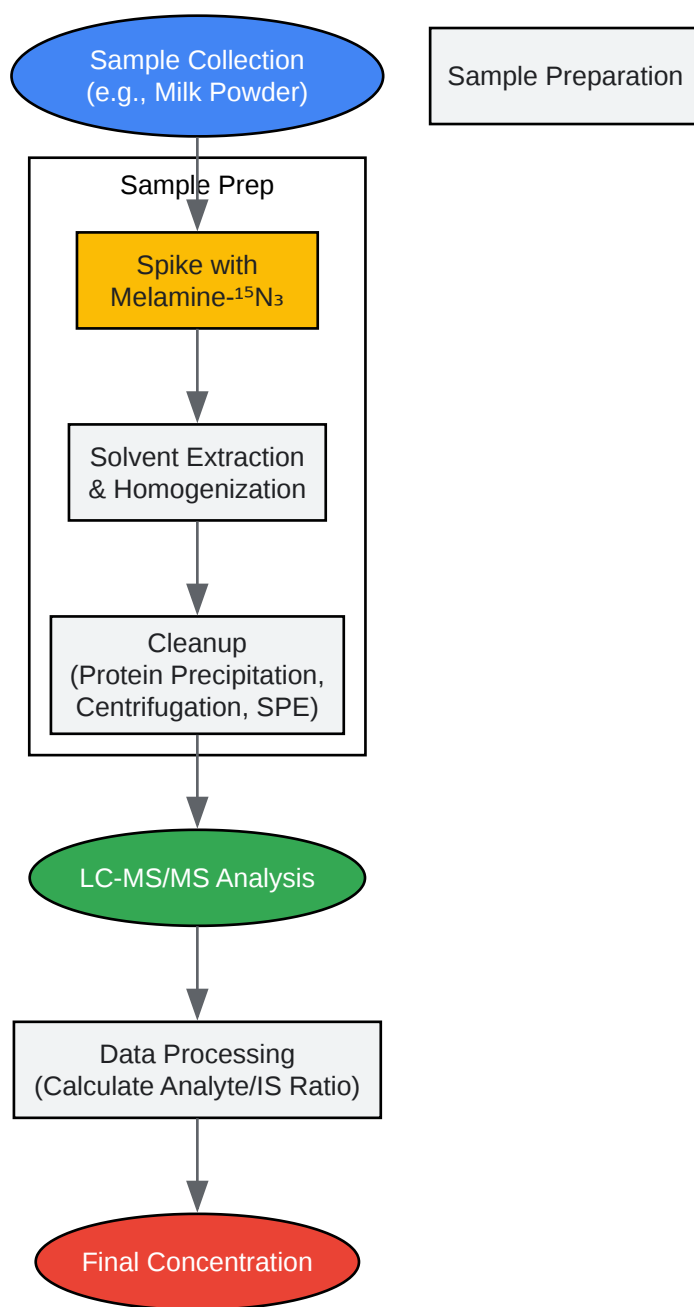 Sample Collection
(e.g., Milk Powder)
Sample Preparation
Sample Prep
Spike with
Melamine-¹⁵N₃
Solvent Extraction
& Homogenization
Cleanup
(Protein Precipitation,
Centrifugation, SPE)
LC-MS/MS Analysis
Data Processing
(Calculate Analyte/IS Ratio)
Final Concentration